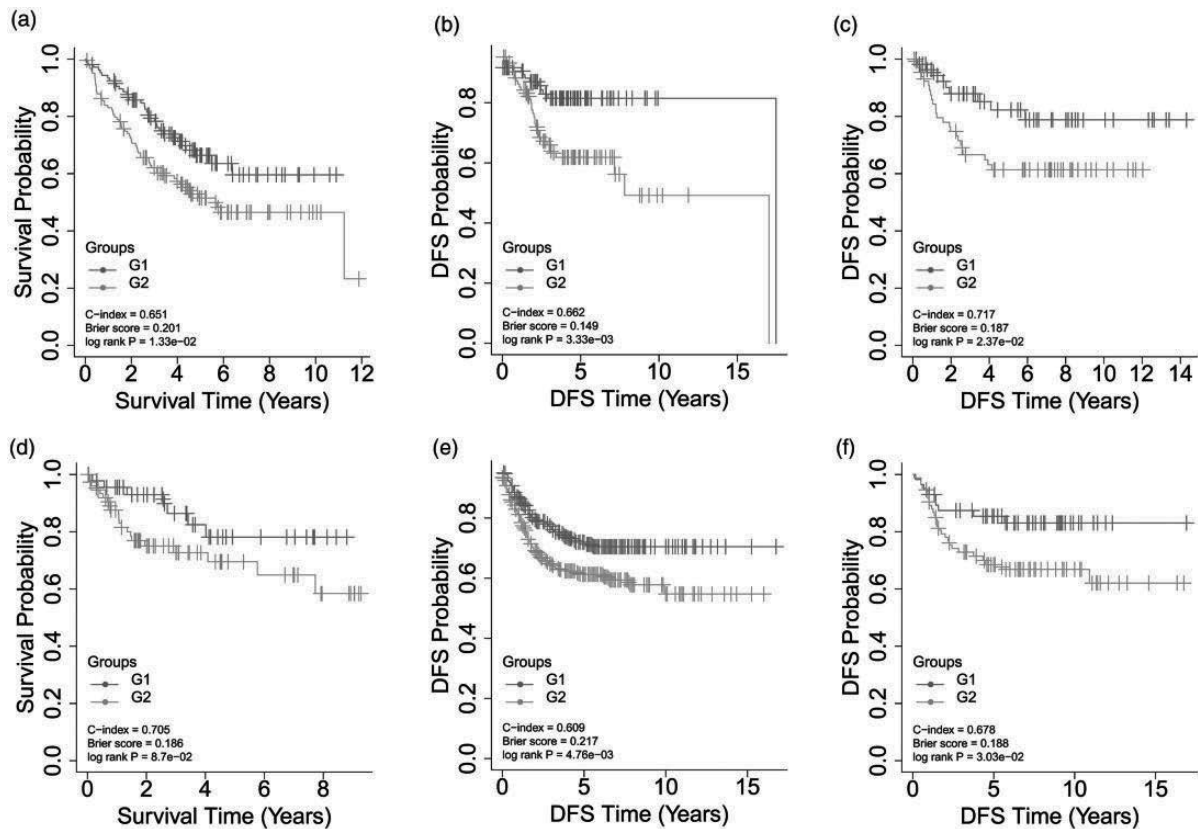 (a)
Survival Probability
1.0
0.8
0.6
0.4
0.2
0.0
Groups
G1
G2
C-index = 0.651
Brier score = 0.201
log rank P = 1.33e-02
0 2 4 6 8 10 12
Survival Time (Years)
(b)
DFS Probability
1.0
0.8
0.6
0.4
0.2
0.0
Groups
G1
G2
C-index = 0.662
Brier score = 0.149
log rank P = 3.33e-03
0 5 10 15
DFS Time (Years)
(c)
DFS Probability
1.0
0.8
0.6
0.4
0.2
0.0
Groups
G1
G2
C-index = 0.717
Brier score = 0.187
log rank P = 2.37e-02
0 2 4 6 8 10 12 14
DFS Time (Years)
(d)
Survival Probability
1.0
0.8
0.6
0.4
0.2
0.0
Groups
G1
G2
C-index = 0.705
Brier score = 0.186
log rank P = 8.7e-02
0 2 4 6 8
Survival Time (Years)
(e)
DFS Probability
1.0
0.8
0.6
0.4
0.2
0.0
Groups
G1
G2
C-index = 0.609
Brier score = 0.217
log rank P = 4.76e-03
0 5 10 15
DFS Time (Years)
(f)
DFS Probability
1.0
0.8
0.6
0.4
0.2
0.0
Groups
G1
G2
C-index = 0.678
Brier score = 0.188
log rank P = 3.03e-02
0 5 10 15
DFS Time (Years)